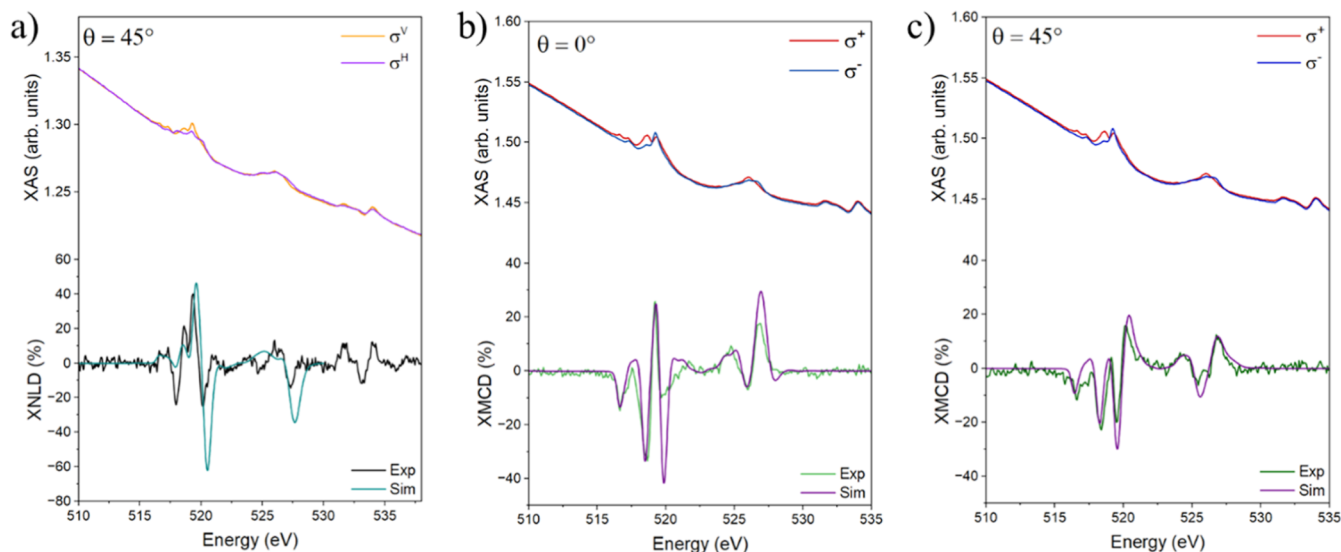 a)
θ = 45°
σV
σH
XAS (arb. units)
1.35
1.30
1.25
XNLD (%)
60
40
20
0
−20
−40
−60
−80
Exp
Sim
510 515 520 525 530 535
Energy (eV)
b)
θ = 0°
σ+
σ-
XAS (arb. units)
1.60
1.55
1.50
1.45
XMCD (%)
40
20
0
−20
−40
Exp
Sim
510 515 520 525 530 535
Energy (eV)
c)
θ = 45°
σ+
σ-
XAS (arb. units)
1.60
1.55
1.50
1.45
XMCD (%)
40
20
0
−20
−40
Exp
Sim
510 515 520 525 530 535
Energy (eV)